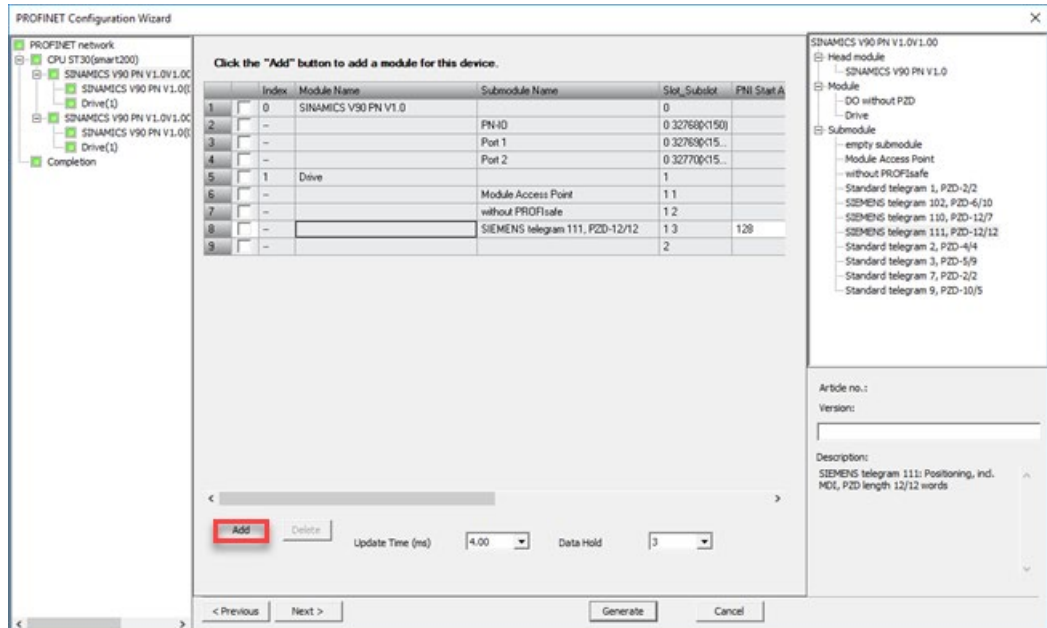 PROFINET Configuration Wizard
PROFINET network
CPU ST30(smart200)
SINAMICS V90 PN V1.0V1.0C
SINAMICS V90 PN V1.0(
Drive(1)
SINAMICS V90 PN V1.0V1.0C
SINAMICS V90 PN V1.0(
Drive(1)
Completion
Click the "Add" button to add a module for this device.
Index Module Name Submodule Name Slot_Subslot PNI Start A
1 0 SINAMICS V90 PN V1.0 0
2 - PN-IO 0 32768(X150)
3 - Port 1 0 32769(X15...
4 - Port 2 0 32770(X15...
5 1 Drive 1
6 - Module Access Point 1 1
7 - without PROFIsafe 1 2
8 - SIEMENS telegram 111, PZD-12/12 1 3 128
9 - 2
Add Delete Update Time (ms) 4.00 Data Hold 3
< Previous Next > Generate Cancel
SINAMICS V90 PN V1.0V1.00
Head module
SINAMICS V90 PN V1.0
Module
DO without PZD
Drive
Submodule
empty submodule
Module Access Point
without PROFIsafe
Standard telegram 1, PZD-2/2
SIEMENS telegram 102, PZD-6/10
SIEMENS telegram 110, PZD-12/7
SIEMENS telegram 111, PZD-12/12
Standard telegram 2, PZD-4/4
Standard telegram 3, PZD-5/9
Standard telegram 7, PZD-2/2
Standard telegram 9, PZD-10/5
Article no.:
Version:
Description:
SIEMENS telegram 111: Positioning, incl.
MDI, PZD length 12/12 words